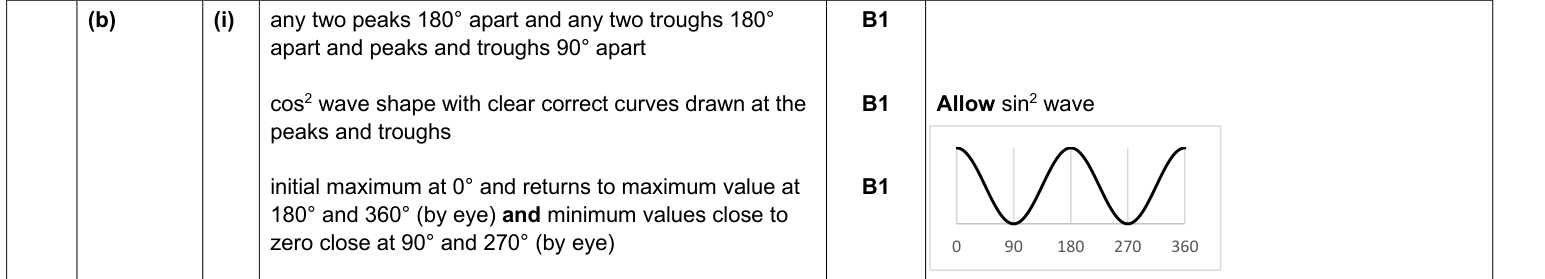 (b) (i) any two peaks 180° apart and any two troughs 180° B1
apart and peaks and troughs 90° apart
cos² wave shape with clear correct curves drawn at the B1 Allow sin² wave
peaks and troughs
initial maximum at 0° and returns to maximum value at B1
180° and 360° (by eye) and minimum values close to
zero close at 90° and 270° (by eye)
0 90 180 270 360